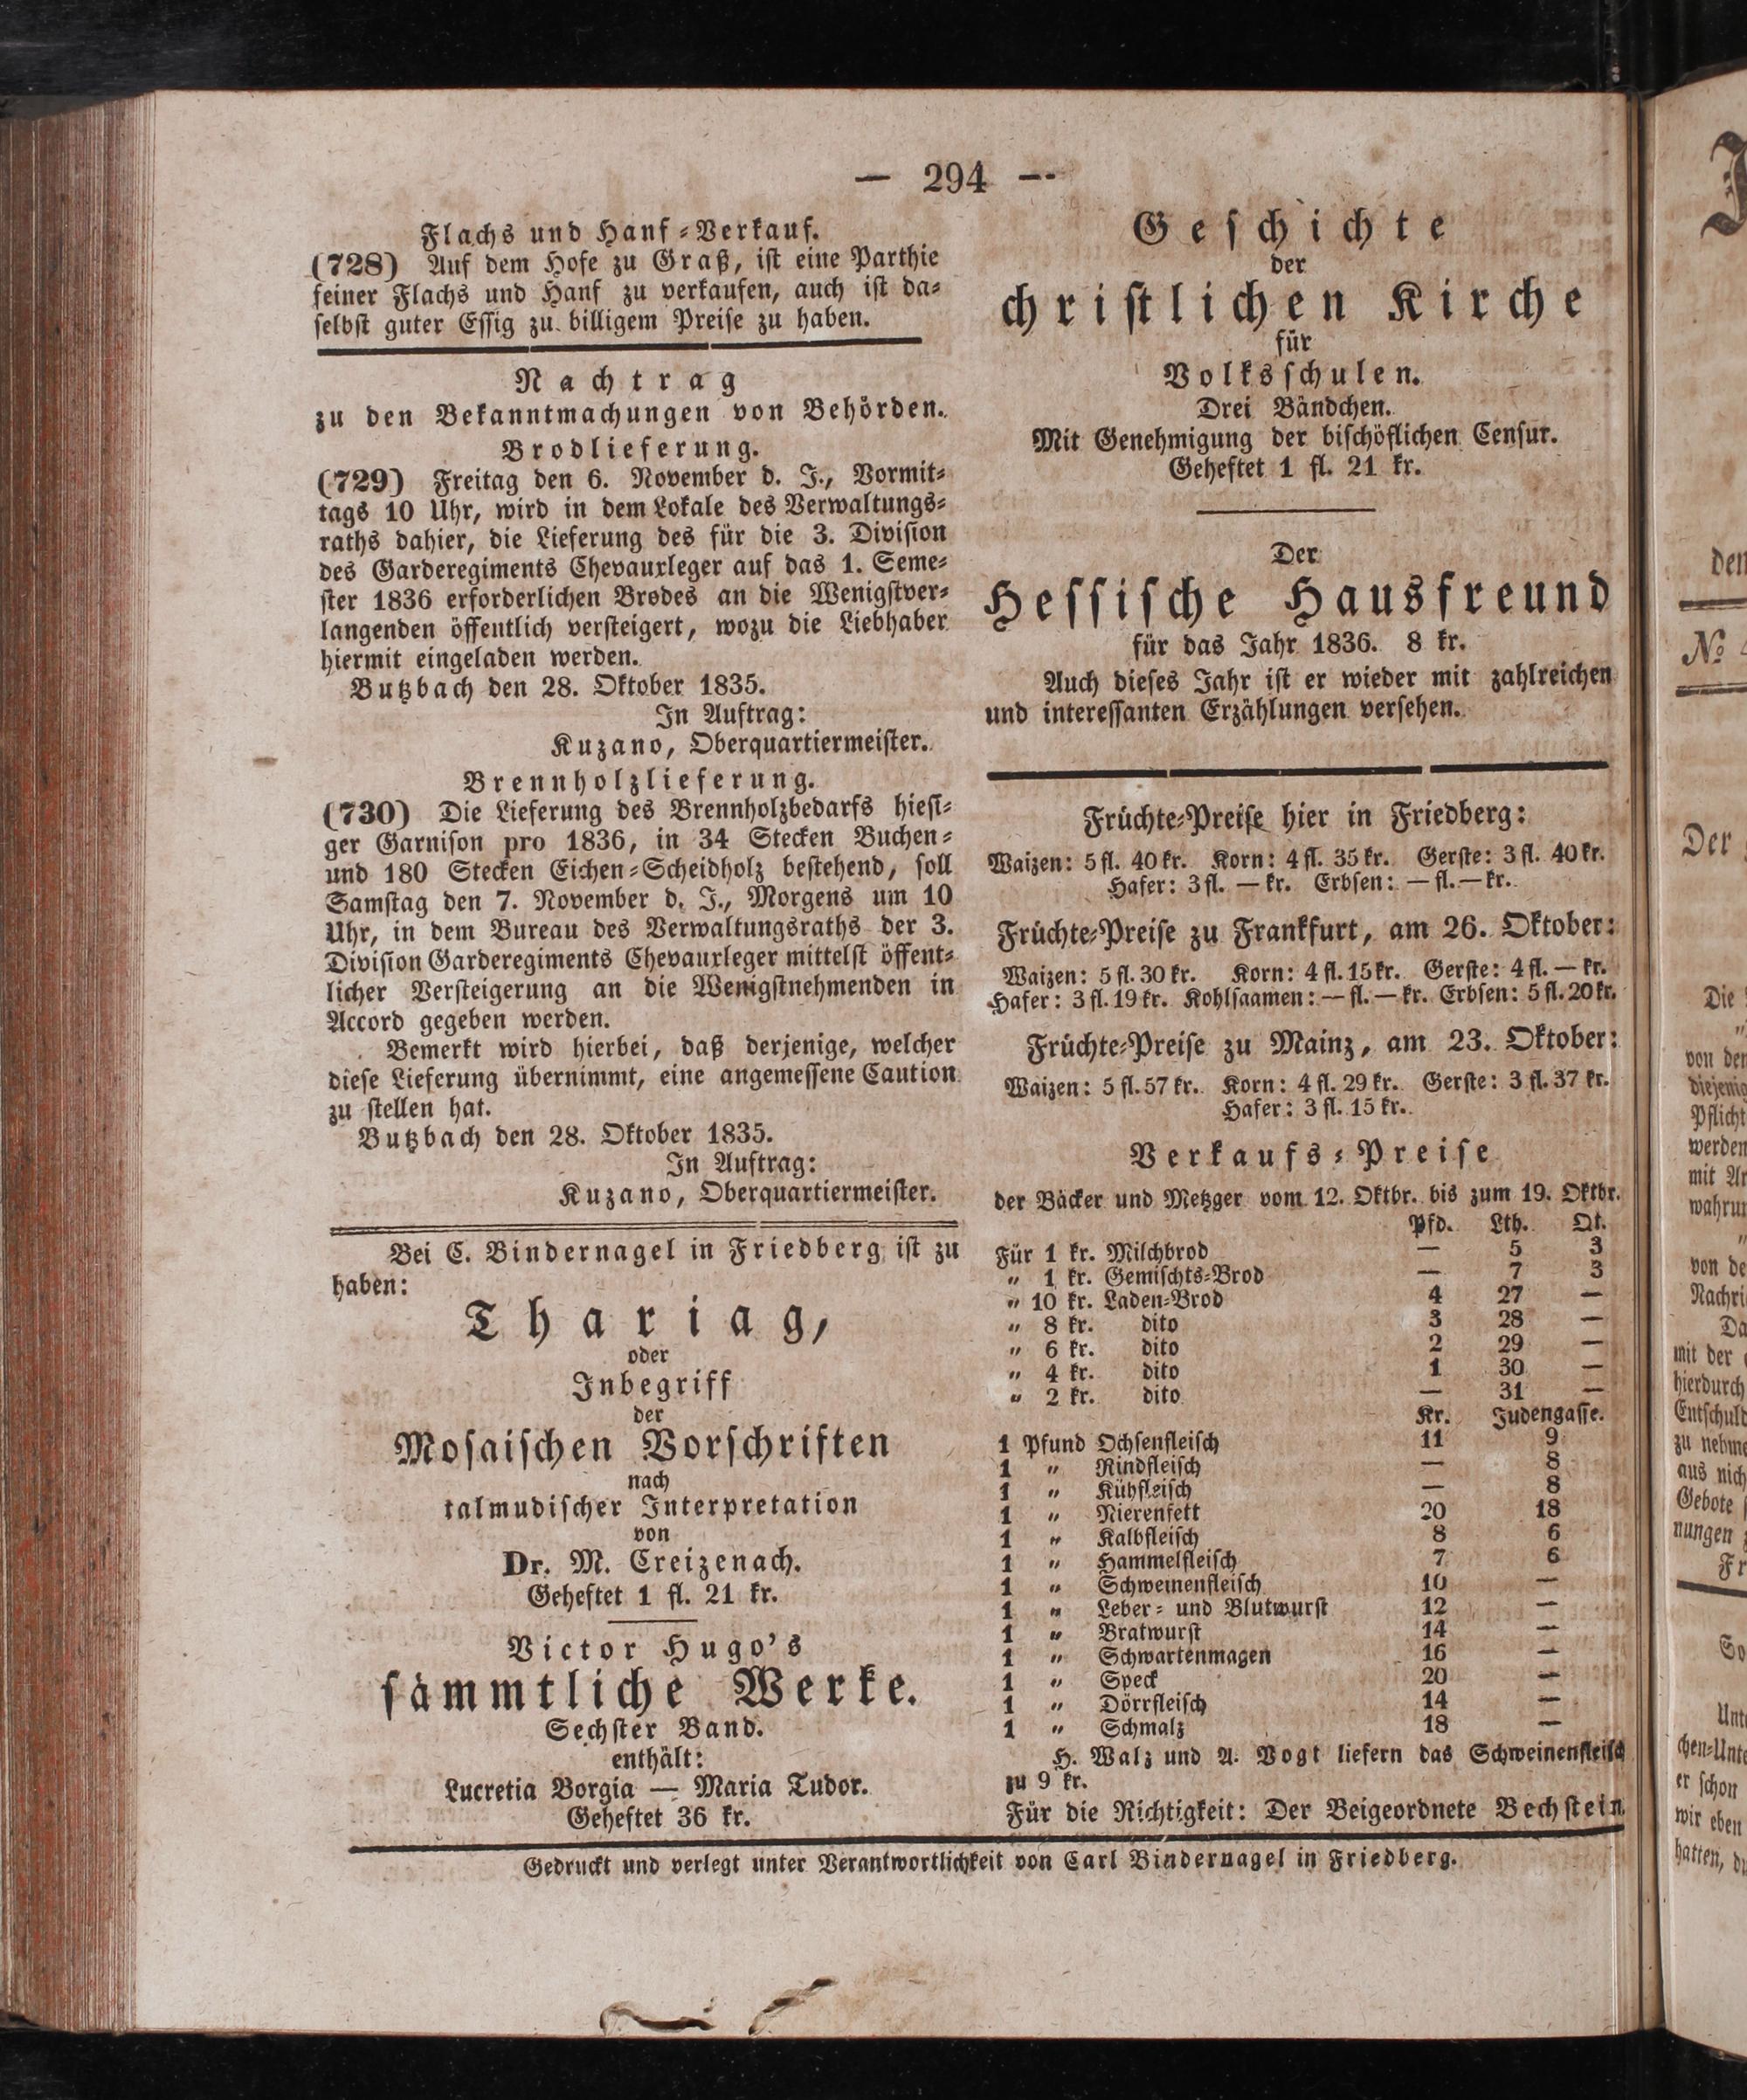 — 294 —
Flachs und Hanf-Verkauf.
(728) Auf dem Hofe zu Graß, ist eine Parthie
feiner Flachs und Hanf zu verkaufen, auch ist da-
selbst guter Essig zu billigem Preise zu haben.
Nachtrag
zu den Bekanntmachungen von Behörden.
Brodlieferung.
(729) Freitag den 6. November d. J., Vormit-
tags 10 Uhr, wird in dem Lokale des Verwaltungs-
raths dahier, die Lieferung des für die 3. Division
des Garderegiments Chevauxleger auf das 1. Seme-
ster 1836 erforderlichen Brodes an die Wenigstver-
langenden öffentlich versteigert, wozu die Liebhaber
hiermit eingeladen werden.
Butzbach den 28. Oktober 1835.
In Auftrag:
Kuzano, Oberquartiermeister.
Brennholzlieferung.
(730) Die Lieferung des Brennholzbedarfs hiesi-
ger Garnison pro 1836, in 34 Stecken Buchen-
und 180 Stecken Eichen-Scheidholz bestehend, soll
Samstag den 7. November d. J., Morgens um 10
Uhr, in dem Bureau des Verwaltungsraths der 3.
Division Garderegiments Chevauxleger mittelst öffent-
licher Versteigerung an die Wenigstnehmenden in
Accord gegeben werden.
Bemerkt wird hierbei, daß derjenige, welcher
diese Lieferung übernimmt, eine angemessene Caution
zu stellen hat.
Butzbach den 28. Oktober 1835.
In Auftrag:
Kuzano, Oberquartiermeister.
Bei C. Bindernagel in Friedberg ist zu
haben:
Thariag,
oder
Inbegriff
der
Mosaischen Vorschriften
nach
talmudischer Interpretation
von
Dr. M. Creizenach.
Geheftet 1 fl. 21 kr.
Victor Hugo's
sämmtliche Werke.
Sechster Band.
enthält:
Lucretia Borgia — Maria Tudor.
Geheftet 36 kr.
Geschichte
der
christlichen Kirche
für
Volksschulen.
Drei Bändchen.
Mit Genehmigung der bischöflichen Censur.
Geheftet 1 fl. 21 kr.
Der
Hessische Hausfreund
für das Jahr 1836. 8 kr.
Auch dieses Jahr ist er wieder mit zahlreichen
und interessanten Erzählungen versehen.
Früchte-Preise hier in Friedberg:
Waizen: 5 fl. 40 kr. Korn: 4 fl. 35 kr. Gerste: 3 fl. 40 kr.
Hafer: 3 fl. — kr. Erbsen: — fl. — kr.
Früchte-Preise zu Frankfurt, am 26. Oktober:
Waizen: 5 fl. 30 kr. Korn: 4 fl. 15 kr. Gerste: 4 fl. — kr.
Hafer: 3 fl. 19 kr. Kohlsaamen: — fl. — kr. Erbsen: 5 fl. 20 kr.
Früchte-Preise zu Mainz, am 23. Oktober:
Waizen: 5 fl. 57 kr. Korn: 4 fl. 29 kr. Gerste: 3 fl. 37 kr.
Hafer: 3 fl. 15 kr.
Verkaufs-Preise
der Bäcker und Metzger vom 12. Oktbr. bis zum 19. Oktbr.
Pfd. Lth. Qt.
Für 1 kr. Milchbrod — 5 3
" 1 kr. Gemischts-Brod — 7 3
" 10 kr. Laden-Brod 4 27 —
" 8 kr. dito 3 28 —
" 6 kr. dito 2 29 —
" 4 kr. dito 1 30 —
" 2 kr. dito — 31 —
Kr. Judengasse.
1 Pfund Ochsenfleisch 11 9
1 " Rindfleisch — 8
1 " Kühfleisch — 8
1 " Nierenfett 20 18
1 " Kalbfleisch 8 6
1 " Hammelfleisch 7 6
1 " Schweinenfleisch 10 —
1 " Leber- und Blutwurst 12 —
1 " Bratwurst 14 —
1 " Schwartenmagen 16 —
1 " Speck 20 —
1 " Dörrfleisch 14 —
1 " Schmalz 18 —
H. Walz und A. Vogt liefern das Schweinenfleisch
zu 9 kr.
Für die Richtigkeit: Der Beigeordnete Bechstein.
Gedruckt und verlegt unter Verantwortlichkeit von Carl Bindernagel in Friedberg.